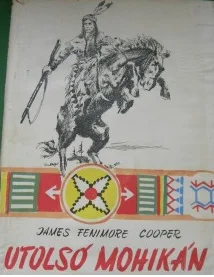 JAMES FENIMORE COOPER
UTOLSÓ MOHIKÁN